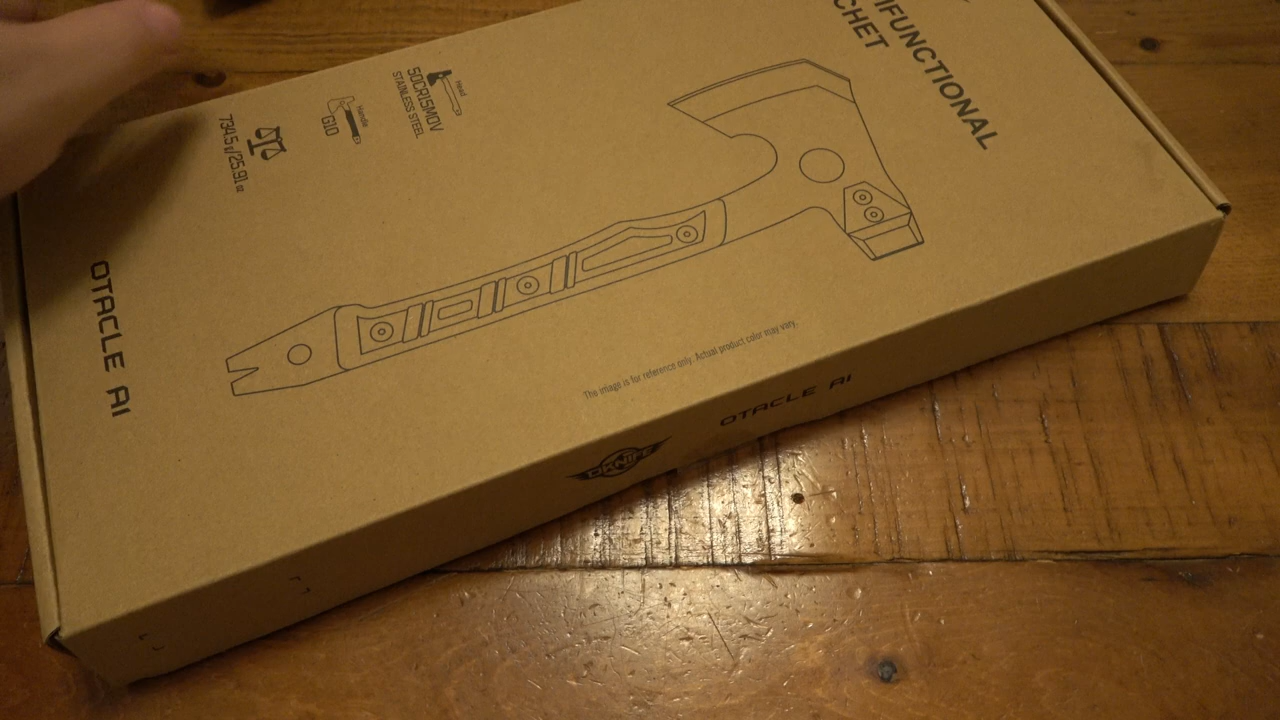 IFUNCTIONAL
CHET
Head
50CR15MOV
STAINLESS STEEL
Handle
G10
734.5 g/25.91 oz
OTACLE A1
The image is for reference only. Actual product color may vary.
OKNIFE
OTACLE A1